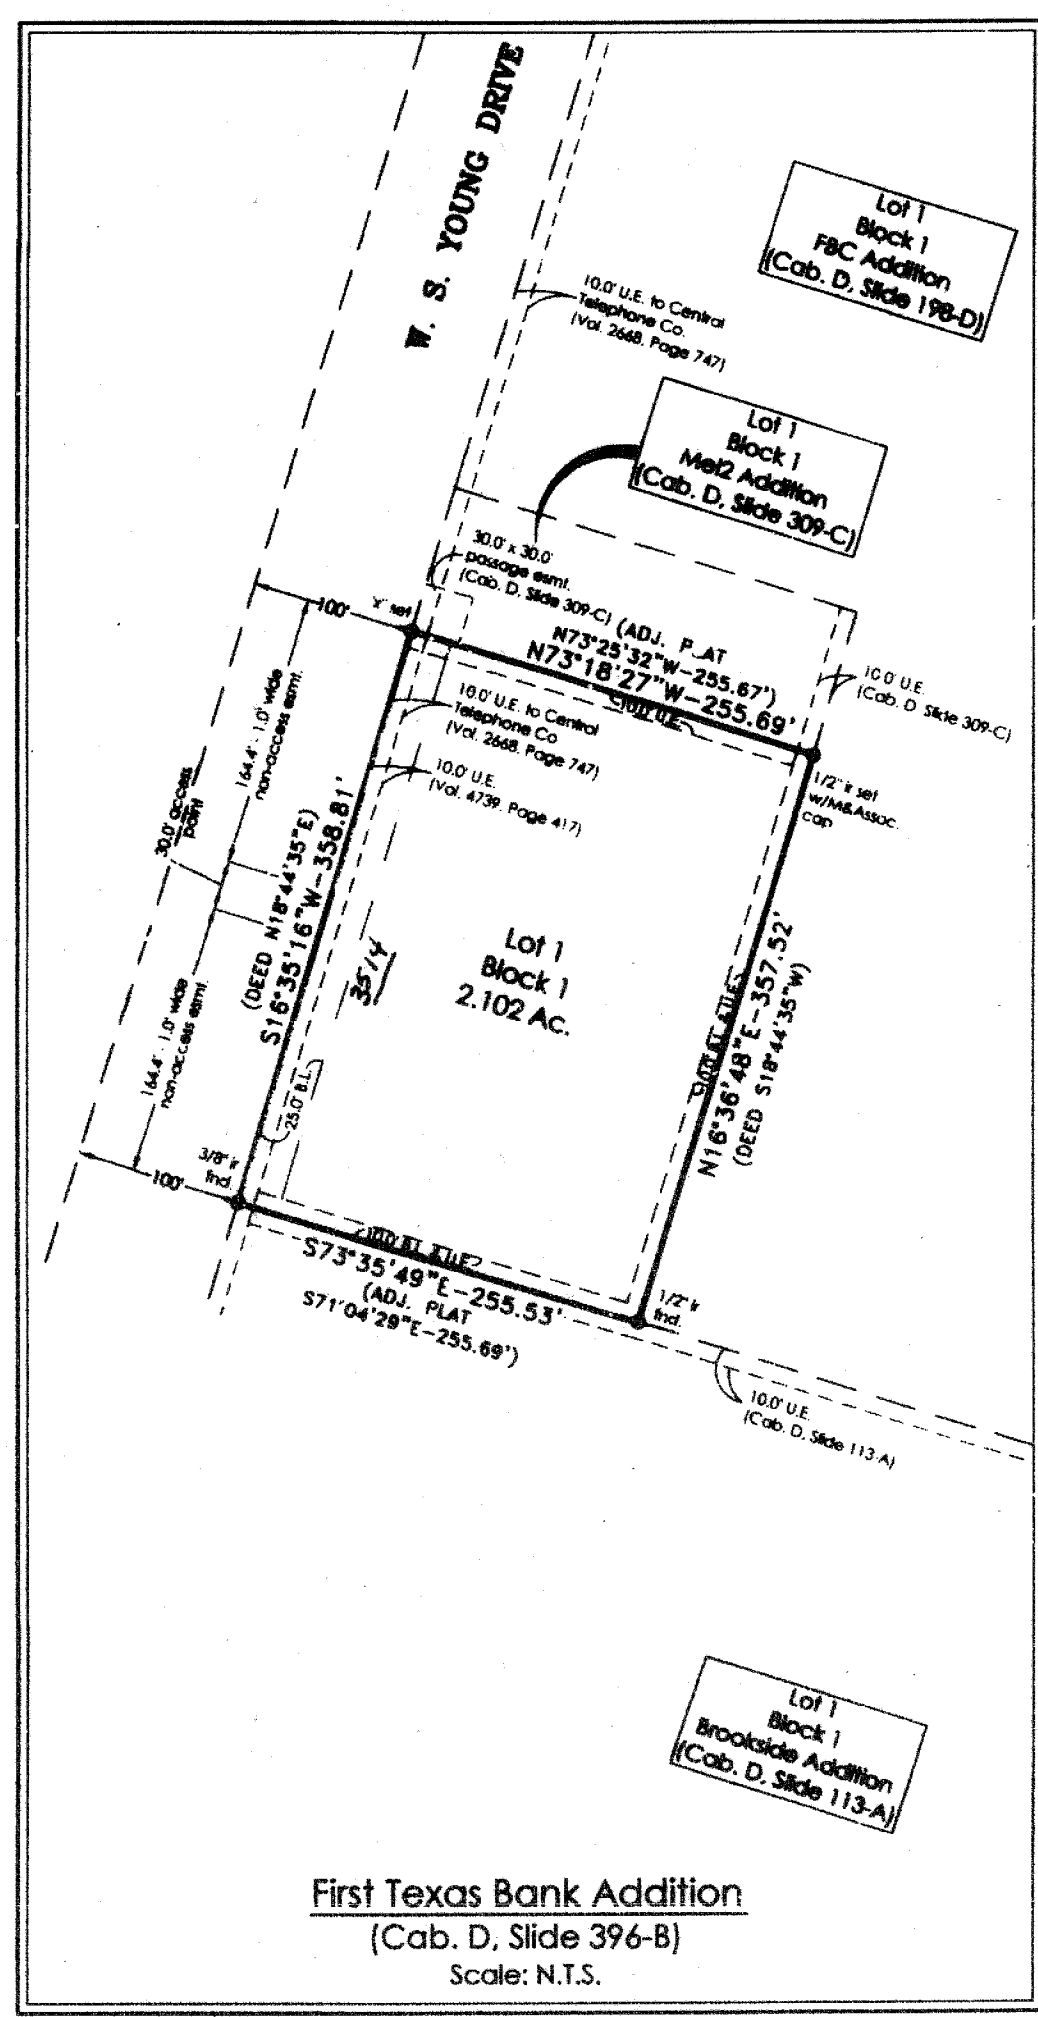 W. S. YOUNG DRIVE
Lot 1
Block 1
FBC Addition
(Cab. D, Slide 198-D)
10.0' U.E. to Central
Telephone Co.
(Vol. 2668, Page 747)
Lot 1
Block 1
Met2 Addition
(Cab. D, Slide 309-C)
30.0' x 30.0'
passage esmt.
(Cab. D, Slide 309-C)
100'
"x" set
(ADJ. PLAT
N73°25'32"W-255.67')
N73°18'27"W-255.69'
10.0' U.E.
10.0' U.E.
(Cab. D Slide 309-C)
10.0' U.E. to Central
Telephone Co
(Vol. 2668, Page 747)
10.0' U.E.
(Vol. 4739, Page 417)
1/2" ir set
w/M&Assoc.
cap
164.4' - 1.0' wide
non-access esmt.
30.0' access
point
(DEED N18°44'35"E)
S16°35'16"W-358.81'
3514
Lot 1
Block 1
2.102 Ac.
N16°36'48"E-357.52'
(DEED S18°44'35"W)
164.4' - 1.0' wide
non-access esmt.
25.0' B.L.
3/8" ir
fnd.
100'
S73°35'49"E-255.53'
(ADJ. PLAT
S71°04'29"E-255.69')
1/2" ir
fnd.
10.0' U.E.
(Cab. D, Slide 113-A)
Lot 1
Block 1
Brookside Addition
(Cab. D, Slide 113-A)
First Texas Bank Addition
(Cab. D, Slide 396-B)
Scale: N.T.S.